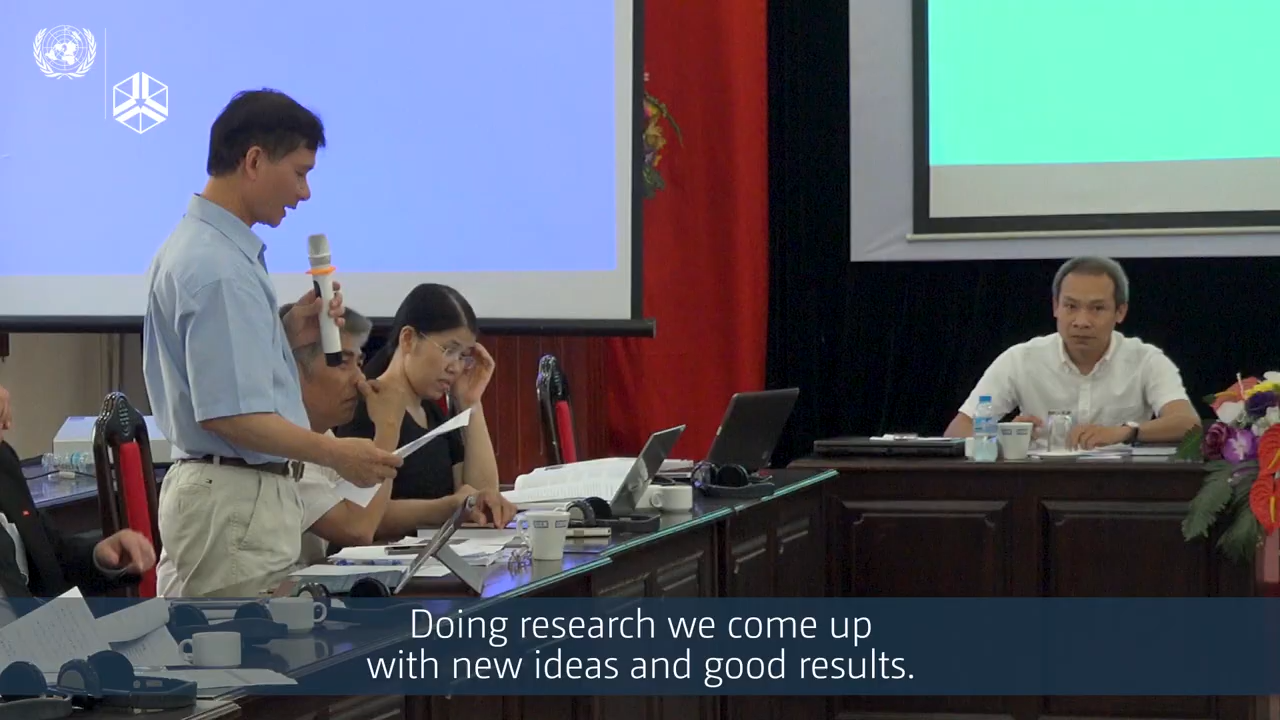 Doing research we come up
with new ideas and good results.